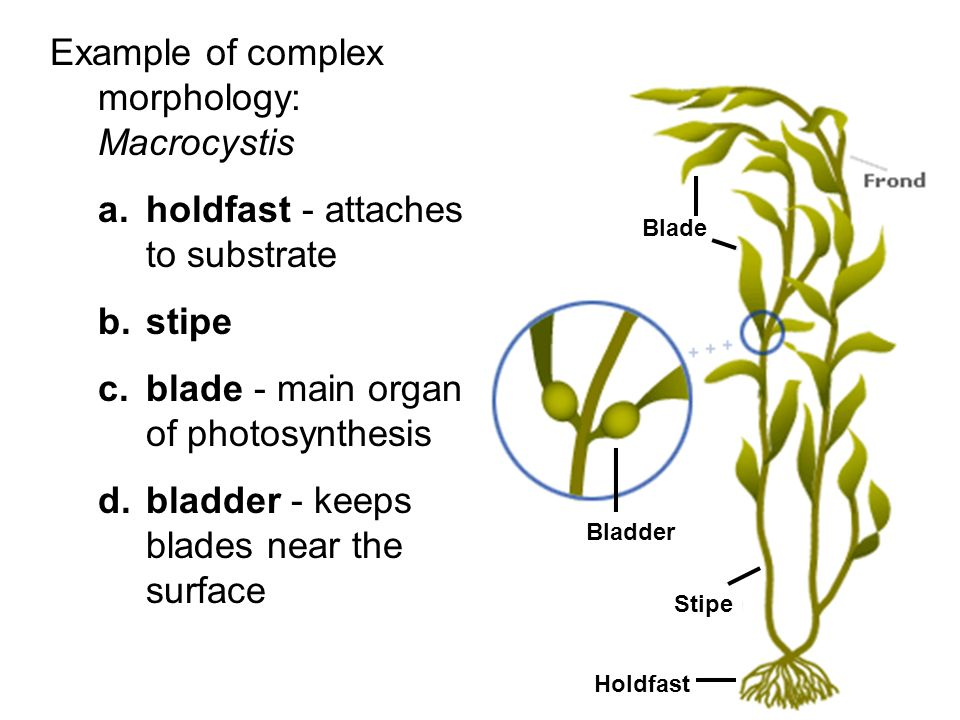 Example of complex
morphology:
Macrocystis
a. holdfast - attaches
to substrate
b. stipe
c. blade - main organ
of photosynthesis
d. bladder - keeps
blades near the
surface
Frond
Blade
+ + +
Bladder
Stipe
Holdfast